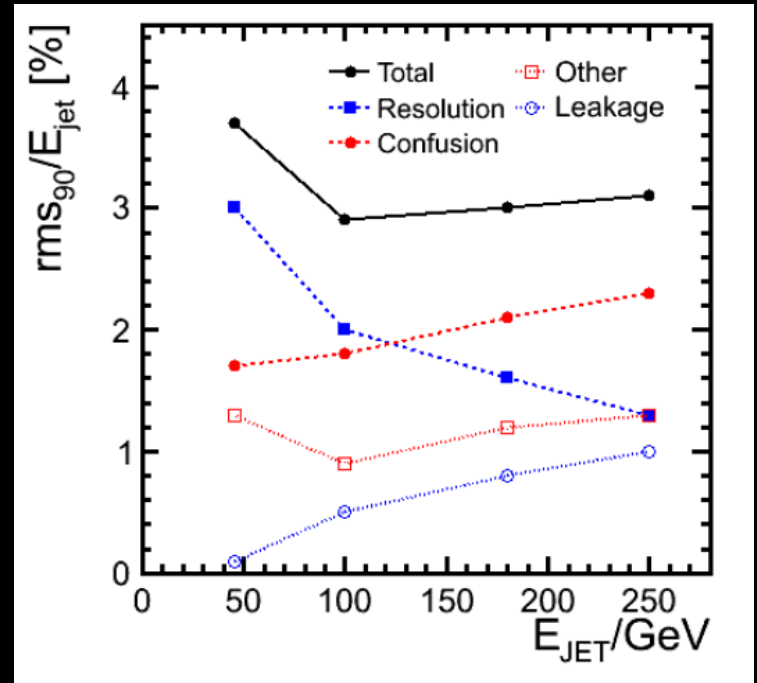 rms90/Ejet [%]
4
3
2
1
0
Total
Resolution
Confusion
Other
Leakage
0 50 100 150 200 250
EJET/GeV